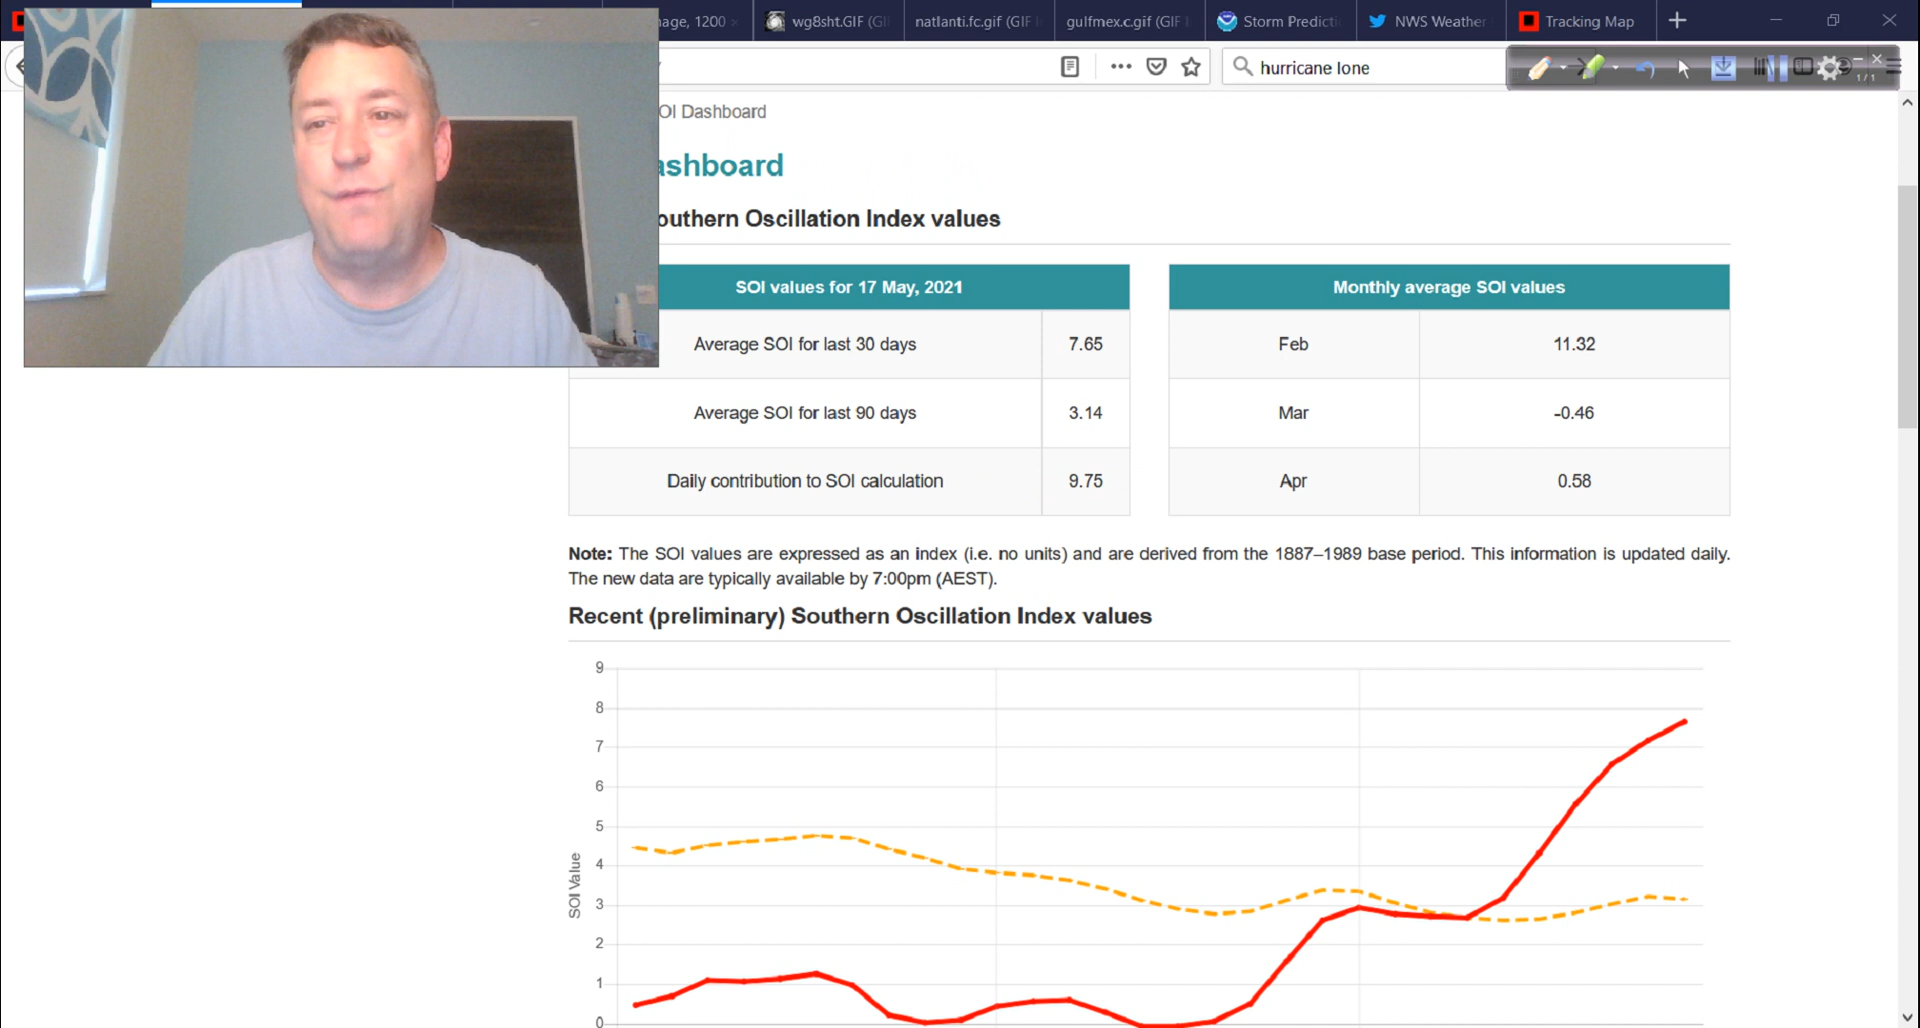 nage, 1200 ×
wg8sht.GIF (GI
natlanti.fc.gif (GIF I
gulfmex.c.gif (GIF I
Storm Predicti
NWS Weather
Tracking Map
hurricane Ione
1/1
OI Dashboard
ashboard
outhern Oscillation Index values
SOI values for 17 May, 2021
Average SOI for last 30 days 7.65
Average SOI for last 90 days 3.14
Daily contribution to SOI calculation 9.75
Monthly average SOI values
Feb 11.32
Mar -0.46
Apr 0.58
Note: The SOI values are expressed as an index (i.e. no units) and are derived from the 1887–1989 base period. This information is updated daily.
The new data are typically available by 7:00pm (AEST).
Recent (preliminary) Southern Oscillation Index values
SOI Value
9
8
7
6
5
4
3
2
1
0